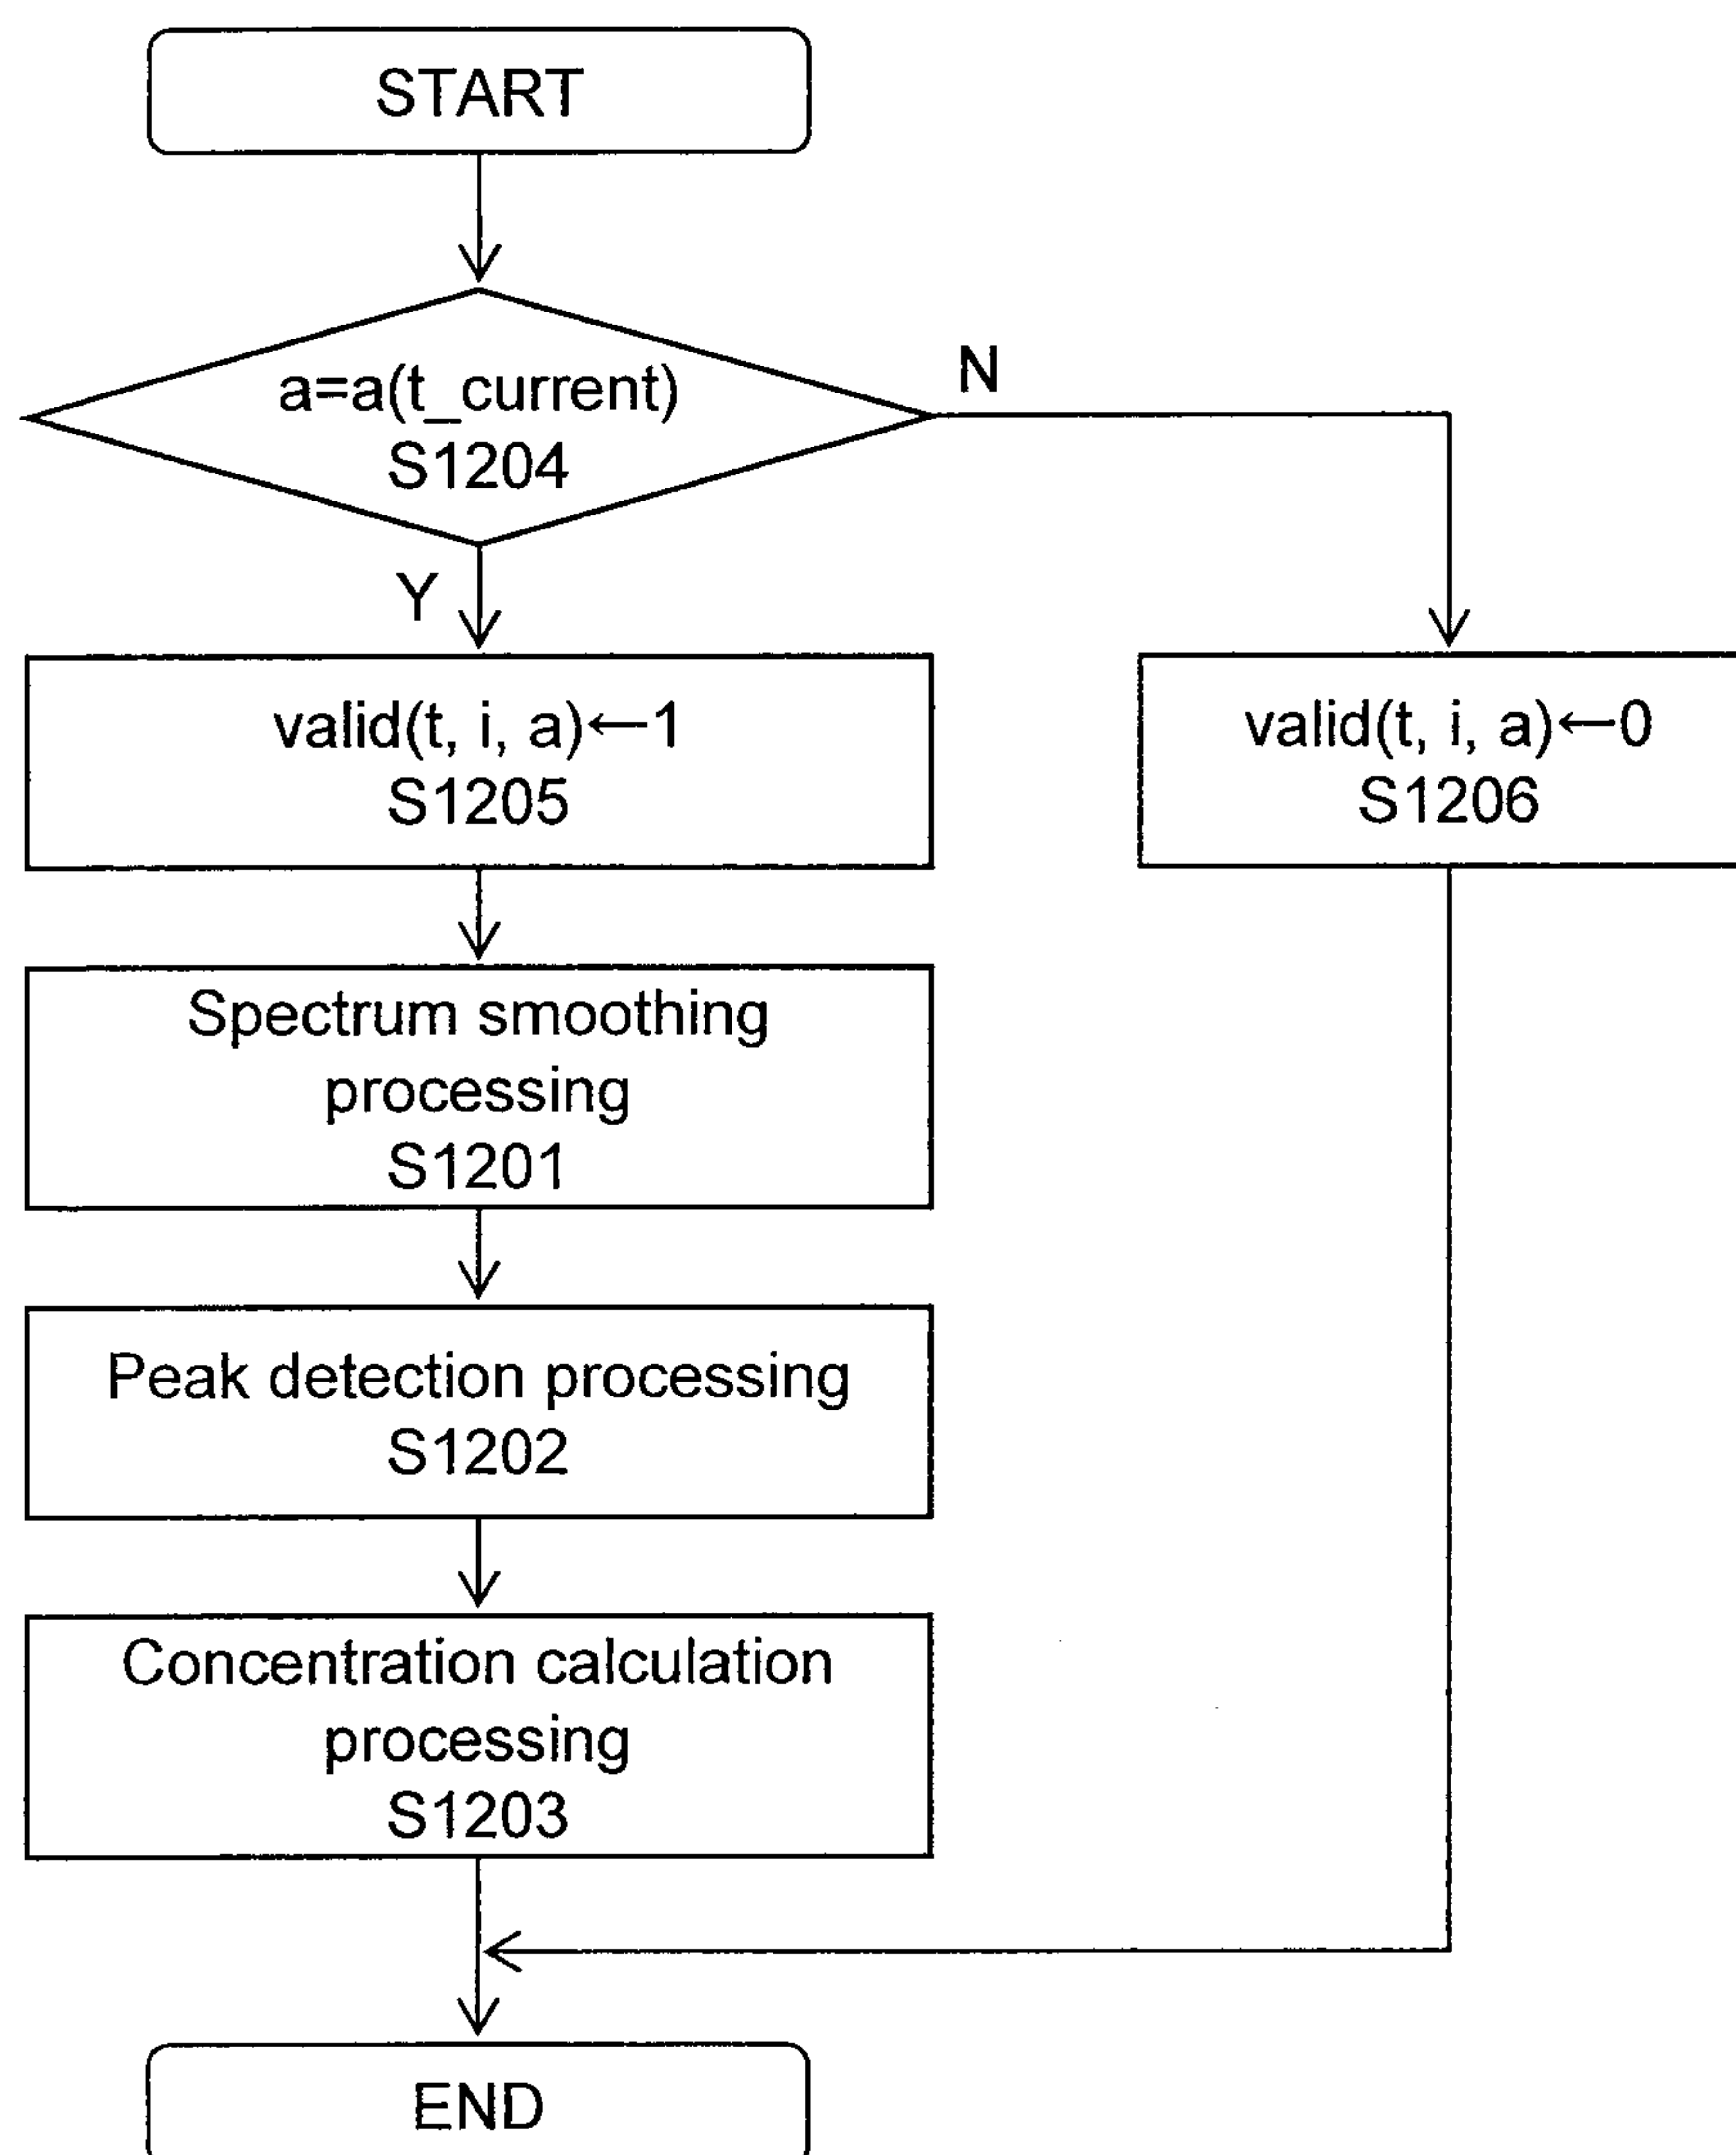 START
a=a(t_current)
S1204
N
Y
valid(t, i, a)←1
S1205
valid(t, i, a)←0
S1206
Spectrum smoothing
processing
S1201
Peak detection processing
S1202
Concentration calculation
processing
S1203
END